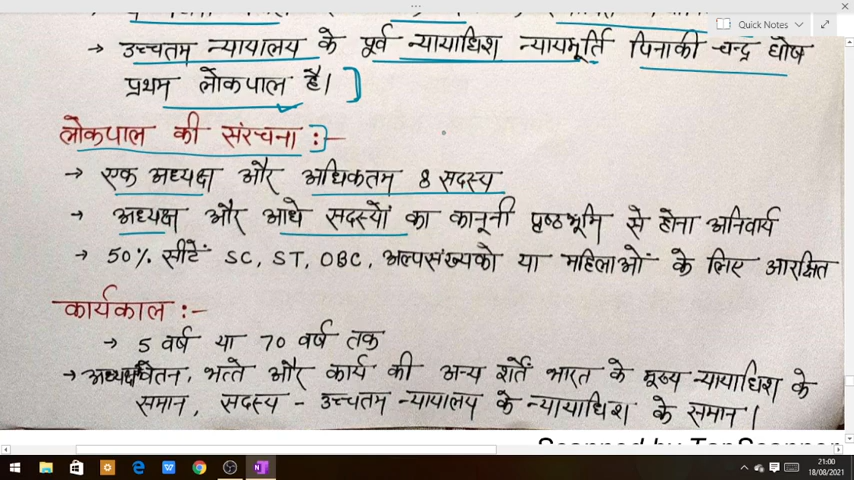 Quick Notes
→ उच्चतम न्यायालय के पूर्व न्यायाधिश न्यायमूर्ति पिनाकी चन्द्र घोष
प्रथम लोकपाल है।
लोकपाल की संरचना :-
→ एक अध्यक्ष और अधिकतम 8 सदस्य
→ अध्यक्ष और आधे सदस्यों का कानूनी पृष्ठभूमि से होना अनिवार्य
→ 50% सीटें SC, ST, OBC, अल्पसंख्यको या महिलाओं के लिए आरक्षित
कार्यकाल :-
→ 5 वर्ष या 70 वर्ष तक
→ अध्यक्ष वेतन, भत्ते और कार्य की अन्य शर्तें भारत के मुख्य न्यायाधिश के
समान, सदस्य - उच्चतम न्यायालय के न्यायाधिश के समान।
21:00
18/08/2021